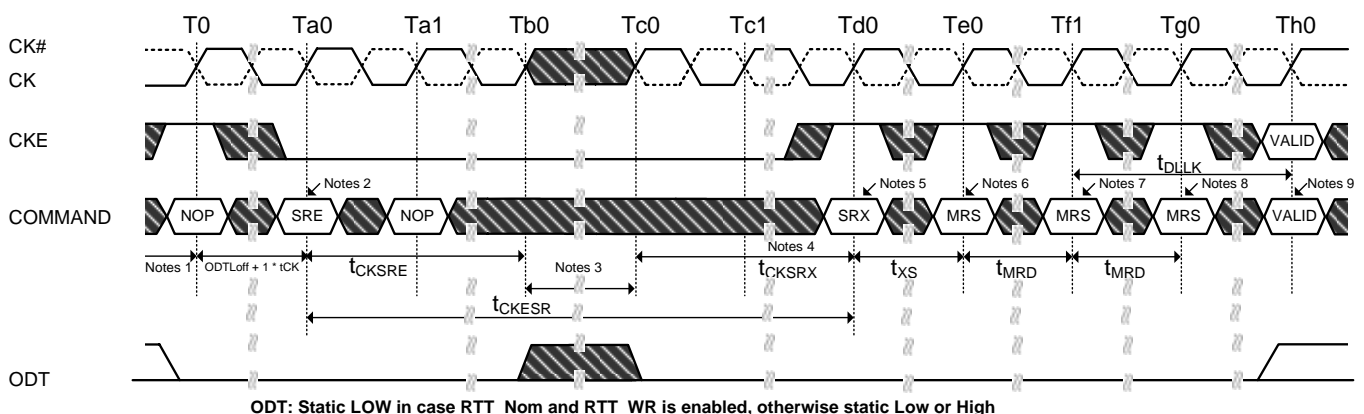 T0 Ta0 Ta1 Tb0 Tc0 Tc1 Td0 Te0 Tf1 Tg0 Th0
CK#
CK
CKE
VALID
tDLLK
Notes 2 Notes 5 Notes 6 Notes 7 Notes 8 Notes 9
COMMAND
NOP SRE NOP SRX MRS MRS MRS VALID
Notes 1 ODTLoff + 1 * tCK tCKSRE Notes 3 Notes 4 tCKSRX tXS tMRD tMRD
tCKESR
ODT
ODT: Static LOW in case RTT_Nom and RTT_WR is enabled, otherwise static Low or High